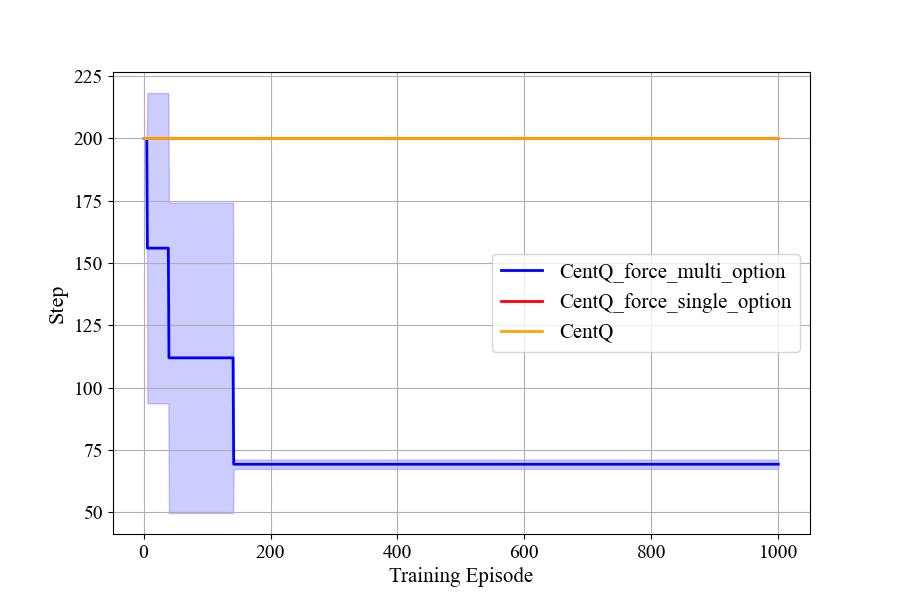 225
200
175
150
125
100
75
50
Step
CentQ_force_multi_option
CentQ_force_single_option
CentQ
0 200 400 600 800 1000
Training Episode